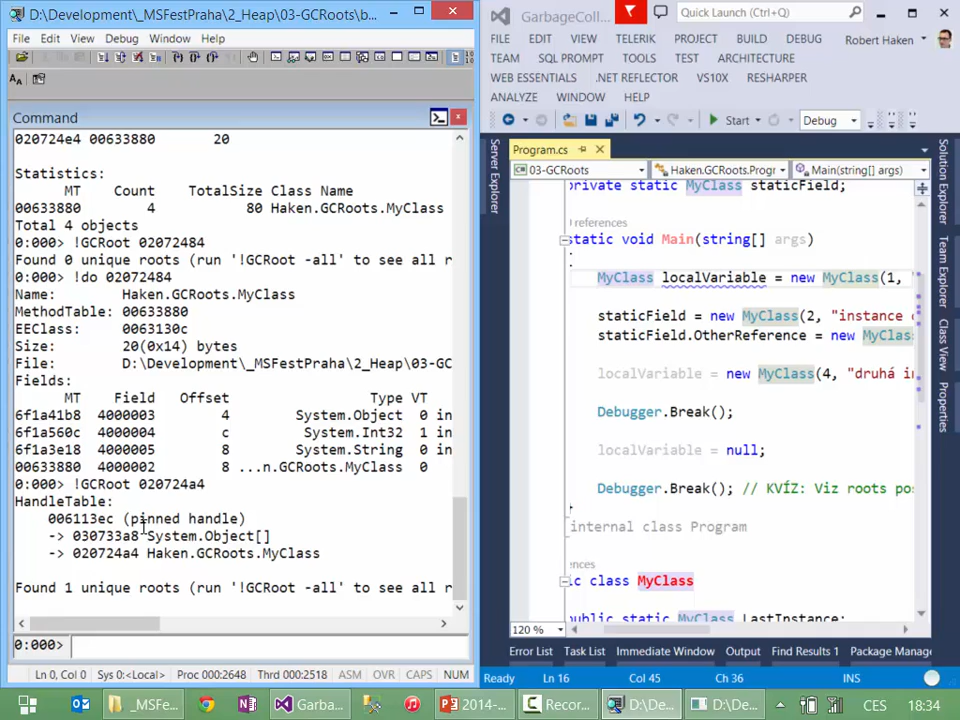 D:\Development\_MSFestPraha\2_Heap\03-GCRoots\b...
File Edit View Debug Window Help
Command
020724e4 00633880 20
Statistics:
MT Count TotalSize Class Name
00633880 4 80 Haken.GCRoots.MyClass
Total 4 objects
0:000> !GCRoot 02072484
Found 0 unique roots (run '!GCRoot -all' to see all r
0:000> !do 02072484
Name: Haken.GCRoots.MyClass
MethodTable: 00633880
EEClass: 0063130c
Size: 20(0x14) bytes
File: D:\Development\_MSFestPraha\2_Heap\03-GC
Fields:
MT Field Offset Type VT
6f1a41b8 4000003 4 System.Object 0 in
6f1a560c 4000004 c System.Int32 1 in
6f1a3e18 4000005 8 System.String 0 in
00633880 4000002 8 ...n.GCRoots.MyClass 0
0:000> !GCRoot 020724a4
HandleTable:
006113ec (pinned handle)
-> 030733a8 System.Object[]
-> 020724a4 Haken.GCRoots.MyClass
Found 1 unique roots (run '!GCRoot -all' to see all r
0:000>
Ln 0, Col 0 Sys 0:<Local> Proc 000:2648 Thrd 000:2518 ASM OVR CAPS NUM
GarbageColl... Quick Launch (Ctrl+Q)
FILE EDIT VIEW TELERIK PROJECT BUILD DEBUG Robert Haken
TEAM SQL PROMPT TOOLS TEST ARCHITECTURE
WEB ESSENTIALS .NET REFLECTOR VS10X RESHARPER
ANALYZE WINDOW HELP
Start Debug
Program.cs
03-GCRoots Haken.GCRoots.Progr Main(string[] args)
private static MyClass staticField;
references
static void Main(string[] args)
MyClass localVariable = new MyClass(1, "
staticField = new MyClass(2, "instance
staticField.OtherReference = new MyClass
localVariable = new MyClass(4, "druhá in
Debugger.Break();
localVariable = null;
Debugger.Break(); // KVÍZ: Viz roots po
internal class Program
ences
ic class MyClass
public static MyClass LastInstance;
120 %
Server Explorer
Solution Explorer
Team Explorer
Class View
Properties
Error List Task List Immediate Window Output Find Results 1 Package Manag
Ready Ln 16 Col 45 Ch 36 INS
_MSFe... Garba... 2014-... Recor... D:\De... D:\De... CES 18:34